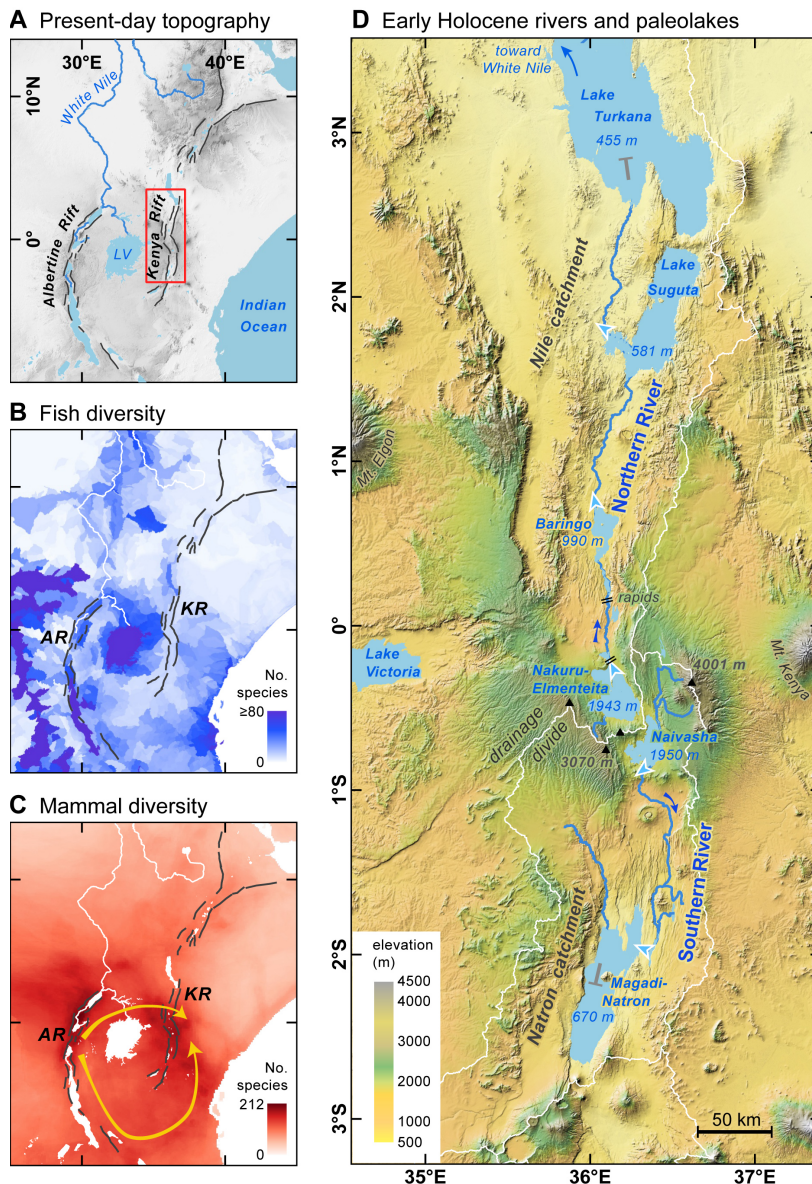 A Present-day topography
30°E
40°E
10°N
0°
White Nile
Albertine Rift
Kenya Rift
LV
Indian
Ocean
B Fish diversity
AR
KR
No.
species
≥80
0
C Mammal diversity
AR
KR
No.
species
212
0
D Early Holocene rivers and paleolakes
toward
White Nile
Lake
Turkana
455 m
3°N
Nile catchment
Lake
Suguta
2°N
581 m
Northern River
1°N
Mt. Elgon
Baringo
990 m
rapids
0°
Lake
Victoria
Nakuru-
Elmenteita
1943 m
4001 m
Mt. Kenya
drainage
divide
3070 m
Naivasha
1950 m
1°S
Southern River
Natron catchment
2°S
Magadi-
Natron
670 m
elevation
(m)
4500
4000
3000
2000
1000
500
3°S
50 km
35°E
36°E
37°E